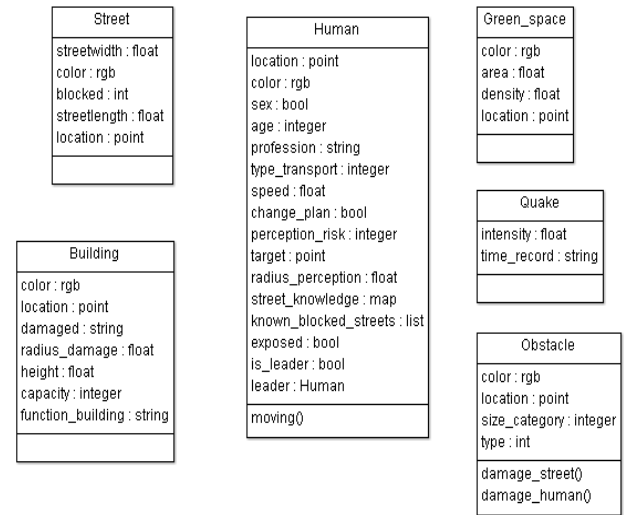 Street
streetwidth : float
color : rgb
blocked : int
streetlength : float
location : point
Building
color : rgb
location : point
damaged : string
radius_damage : float
height : float
capacity : integer
function_building : string
Human
location : point
color : rgb
sex : bool
age : integer
profession : string
type_transport : integer
speed : float
change_plan : bool
perception_risk : integer
target : point
radius_perception : float
street_knowledge : map
known_blocked_streets : list
exposed : bool
is_leader : bool
leader : Human
moving()
Green_space
color : rgb
area : float
density : float
location : point
Quake
intensity : float
time_record : string
Obstacle
color : rgb
location : point
size_category : integer
type : int
damage_street()
damage_human()